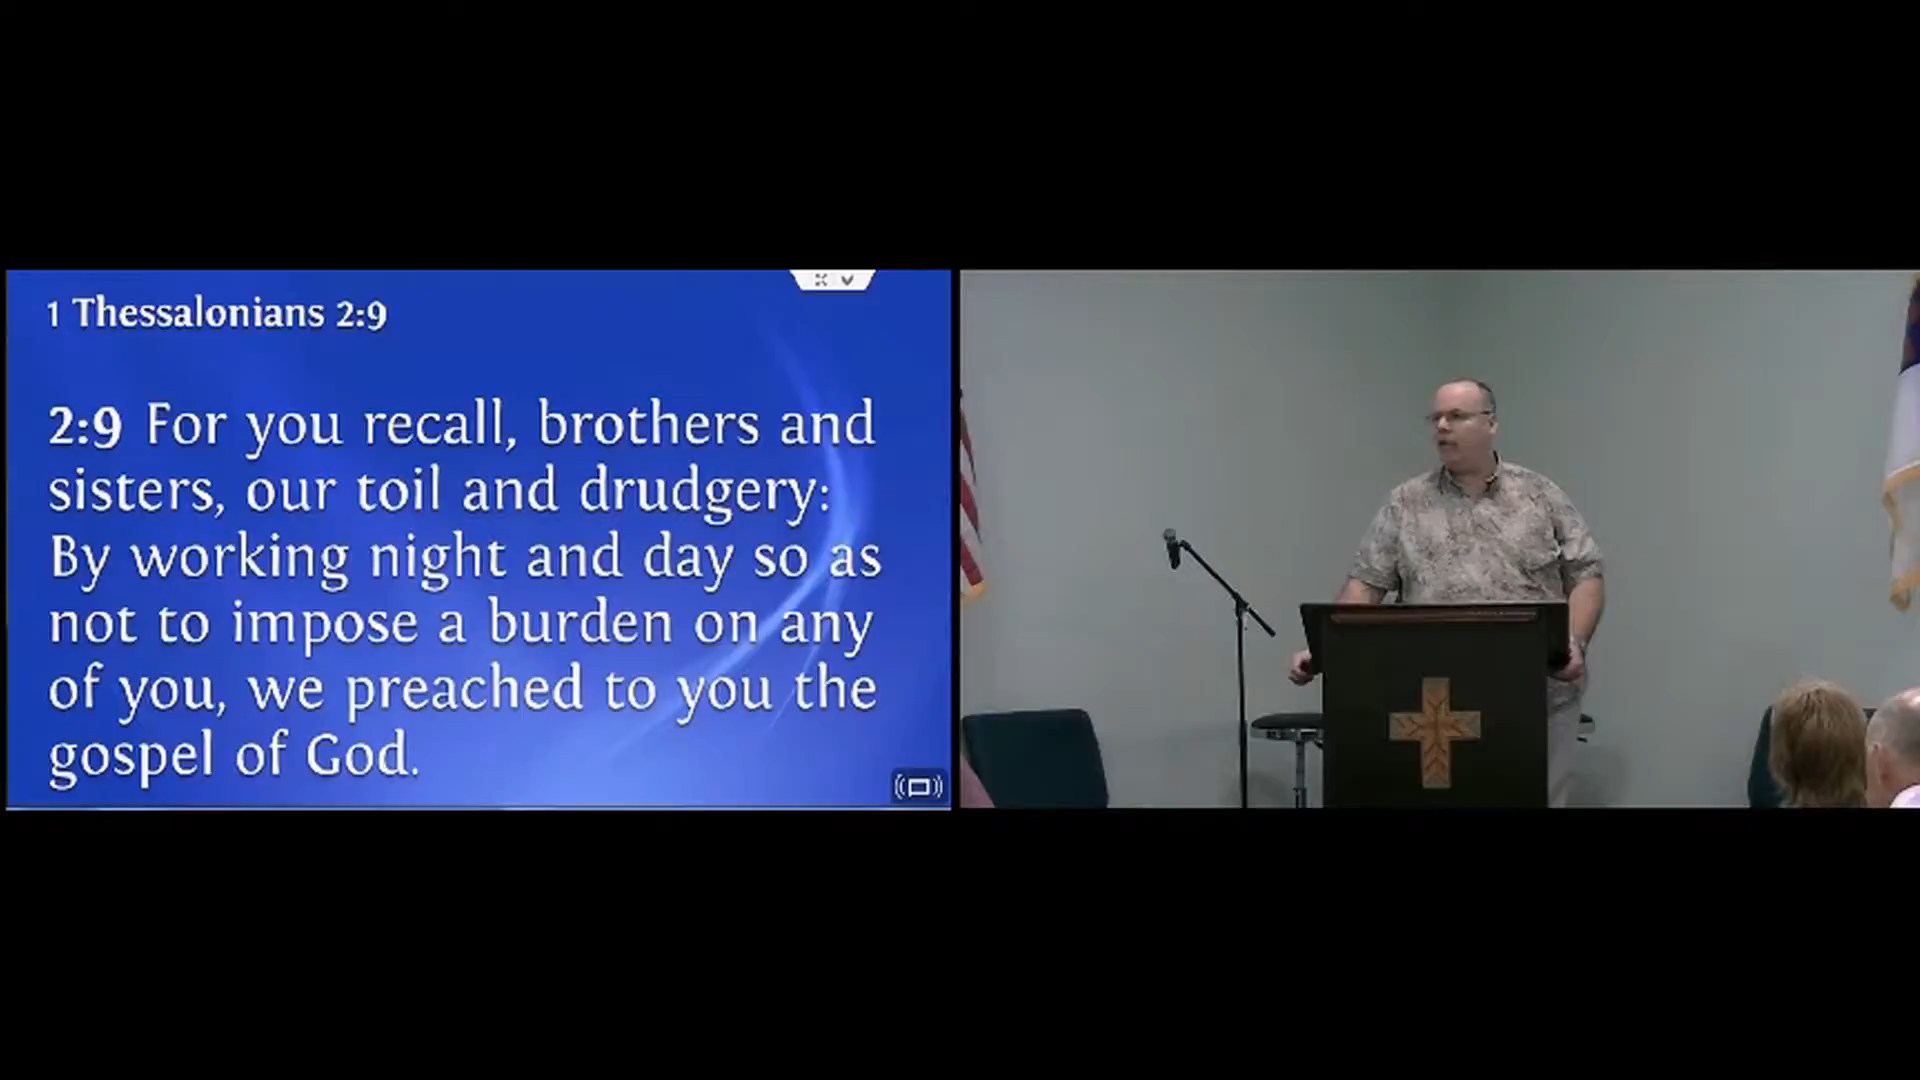 1 Thessalonians 2:9
2:9 For you recall, brothers and
sisters, our toil and drudgery:
By working night and day so as
not to impose a burden on any
of you, we preached to you the
gospel of God.